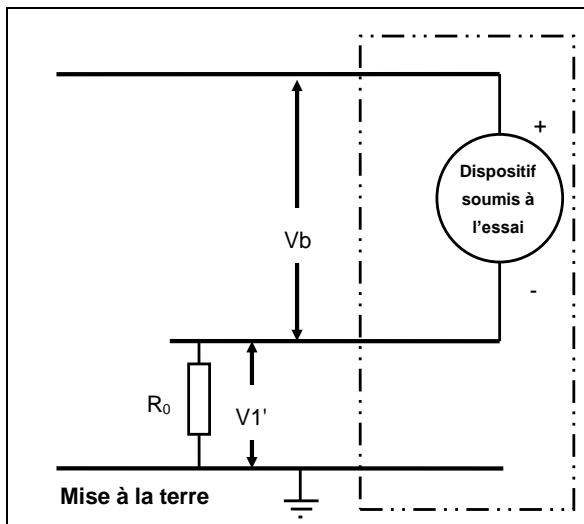 +
Dispositif
soumis à
l'essai
Vb
-
R₀
V1'
Mise à la terre